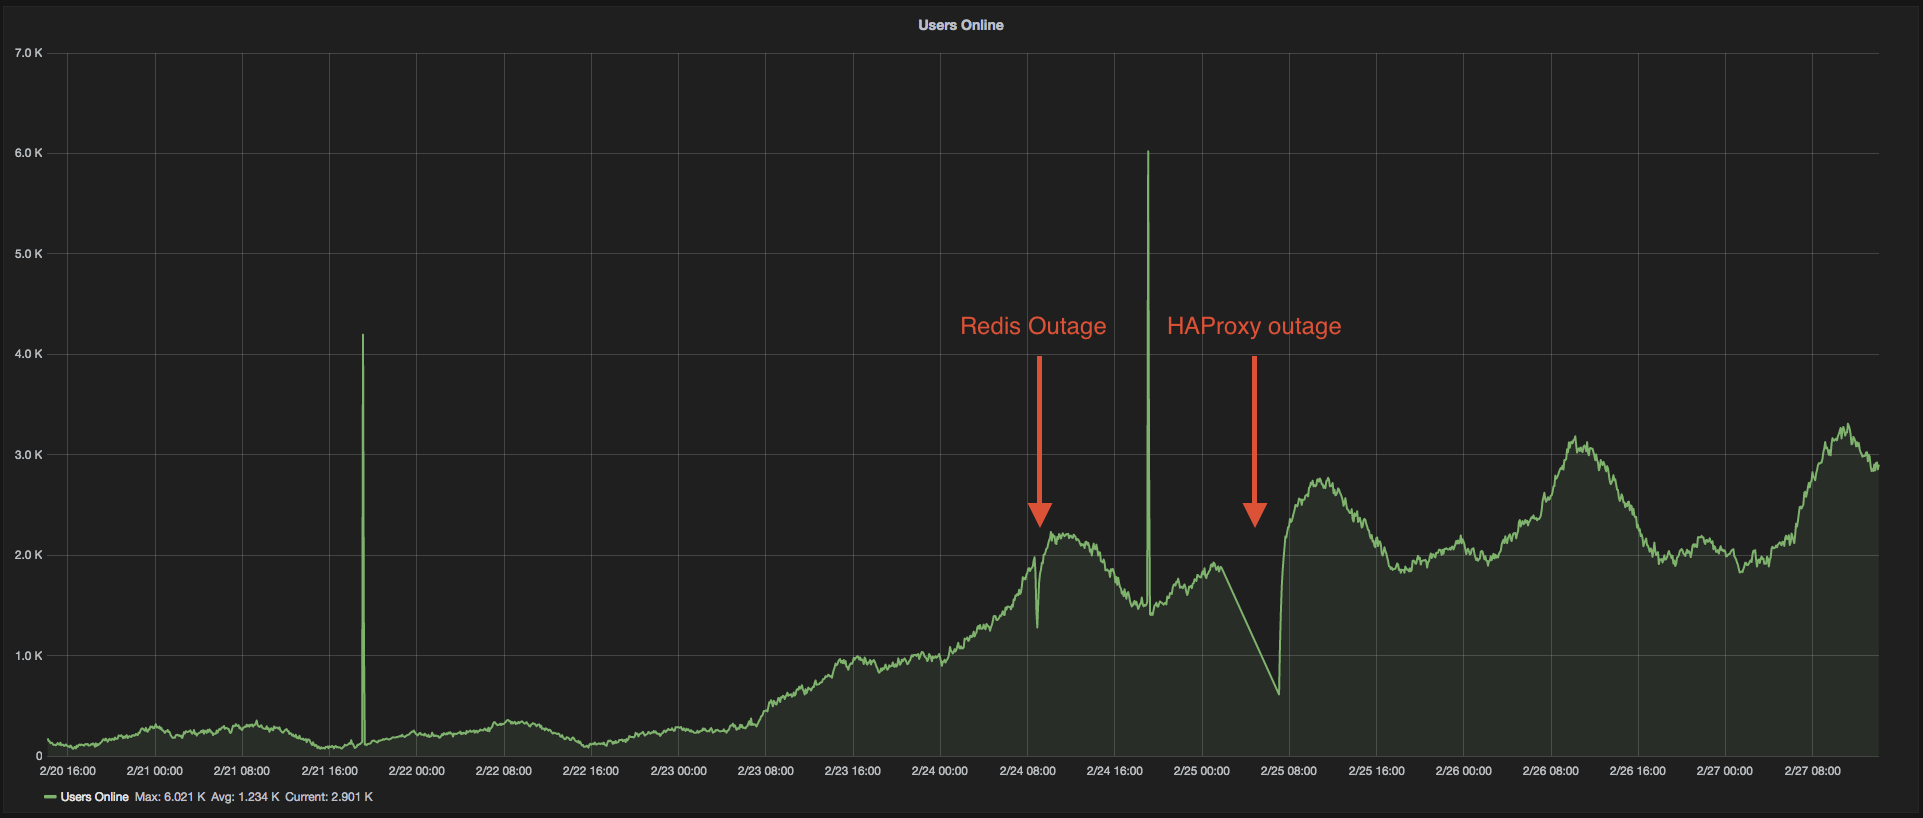 Users Online
7.0 K
6.0 K
5.0 K
4.0 K
3.0 K
2.0 K
1.0 K
0
Redis Outage
HAProxy outage
2/20 16:00 2/21 00:00 2/21 08:00 2/21 16:00 2/22 00:00 2/22 08:00 2/22 16:00 2/23 00:00 2/23 08:00 2/23 16:00 2/24 00:00 2/24 08:00 2/24 16:00 2/25 00:00 2/25 08:00 2/25 16:00 2/26 00:00 2/26 08:00 2/26 16:00 2/27 00:00 2/27 08:00
Users Online Max: 6.021 K Avg: 1.234 K Current: 2.901 K